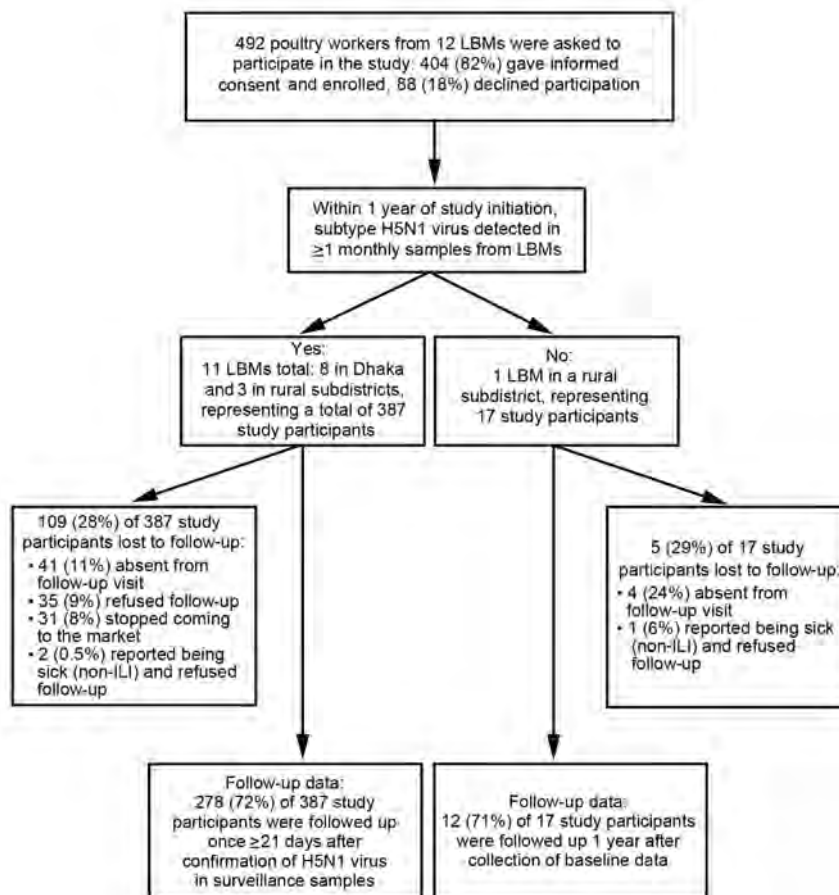 492 poultry workers from 12 LBMs were asked to
participate in the study: 404 (82%) gave informed
consent and enrolled, 88 (18%) declined participation
Within 1 year of study initiation,
subtype H5N1 virus detected in
≥1 monthly samples from LBMs
Yes:
11 LBMs total: 8 in Dhaka
and 3 in rural subdistricts,
representing a total of 387
study participants
No:
1 LBM in a rural
subdistrict, representing
17 study participants
109 (28%) of 387 study
participants lost to follow-up:
• 41 (11%) absent from
follow-up visit
• 35 (9%) refused follow-up
• 31 (8%) stopped coming
to the market
• 2 (0.5%) reported being
sick (non-ILI) and refused
follow-up
5 (29%) of 17 study
participants lost to follow-up:
• 4 (24%) absent from
follow-up visit
• 1 (6%) reported being sick
(non-ILI) and refused
follow-up
Follow-up data:
278 (72%) of 387 study
participants were followed up
once ≥21 days after
confirmation of H5N1 virus
in surveillance samples
Follow-up data:
12 (71%) of 17 study participants
were followed up 1 year after
collection of baseline data